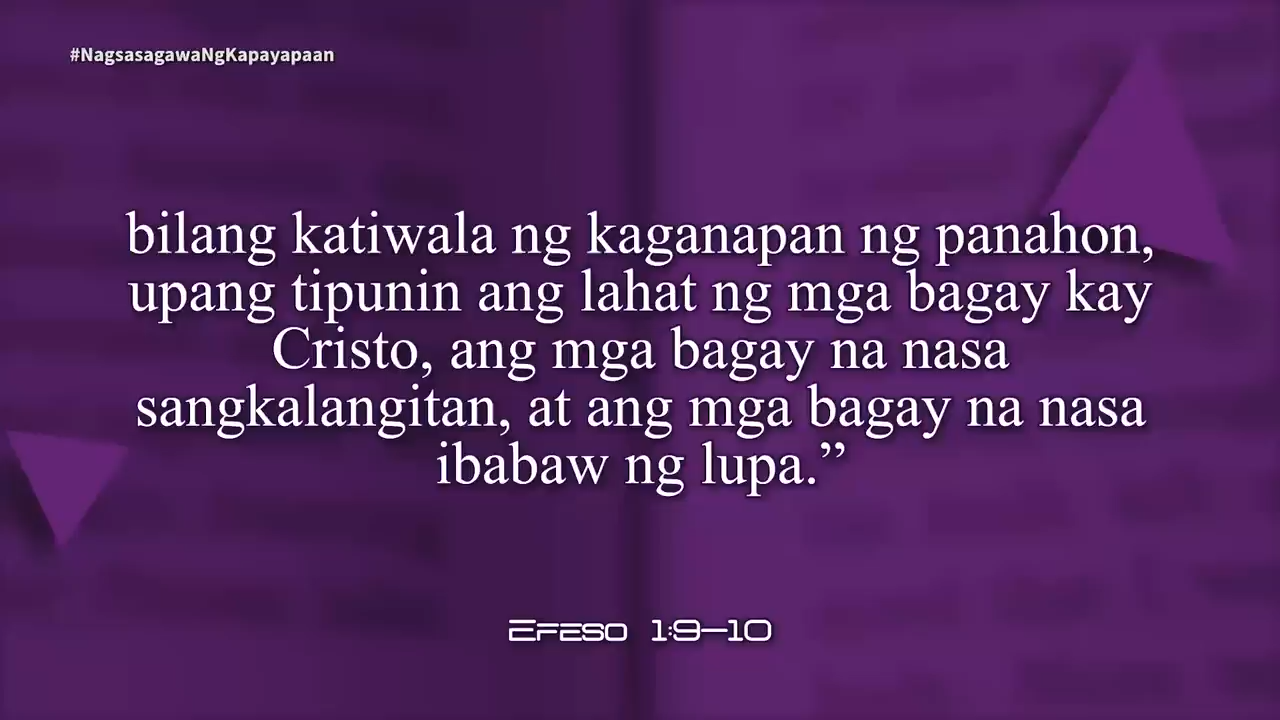 #NagsasagawaNgKapayapaan
bilang katiwala ng kaganapan ng panahon,
upang tipunin ang lahat ng mga bagay kay
Cristo, ang mga bagay na nasa
sangkalangitan, at ang mga bagay na nasa
ibabaw ng lupa.”
Efeso 1:9–10